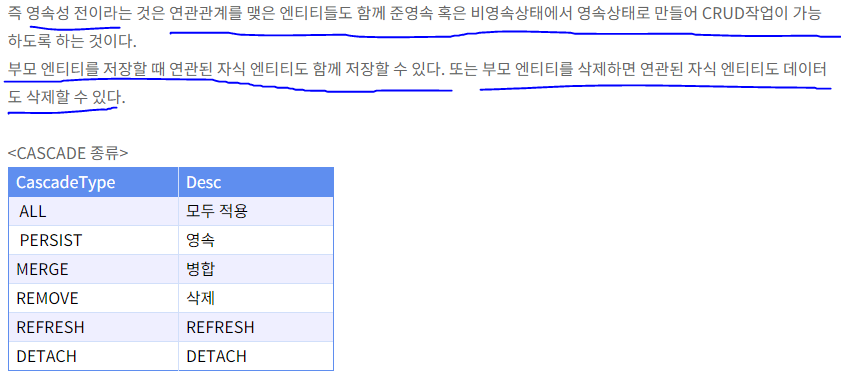 즉 영속성 전이라는 것은 연관관계를 맺은 엔티티들도 함께 준영속 혹은 비영속상태에서 영속상태로 만들어 CRUD작업이 가능
하도록 하는 것이다.
부모 엔티티를 저장할 때 연관된 자식 엔티티도 함께 저장할 수 있다. 또는 부모 엔티티를 삭제하면 연관된 자식 엔티티도 데이터
도 삭제할 수 있다.
<CASCADE 종류>
CascadeType Desc
ALL 모두 적용
PERSIST 영속
MERGE 병합
REMOVE 삭제
REFRESH REFRESH
DETACH DETACH